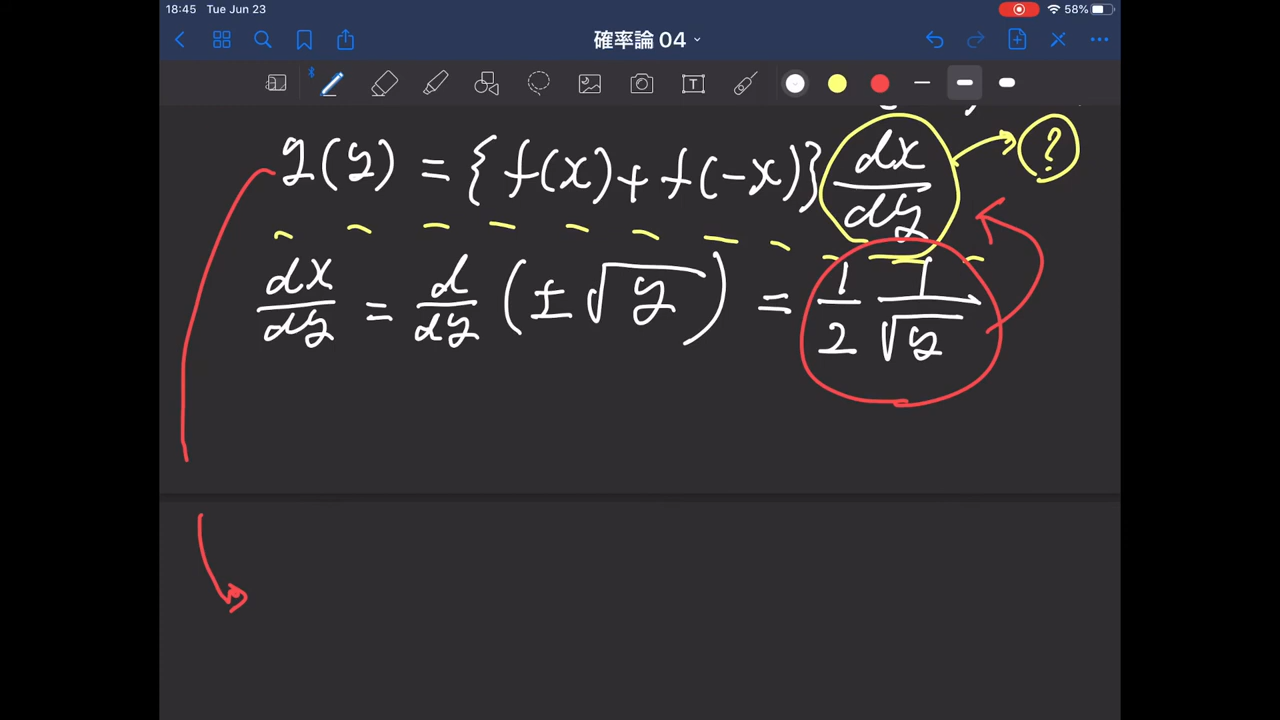 18:45 Tue Jun 23 58%
確率論 04
T
g(y) = {f(x) + f(-x)} dx/dy → ?
dx/dy = d/dy (±√y) = 1/2 1/√y